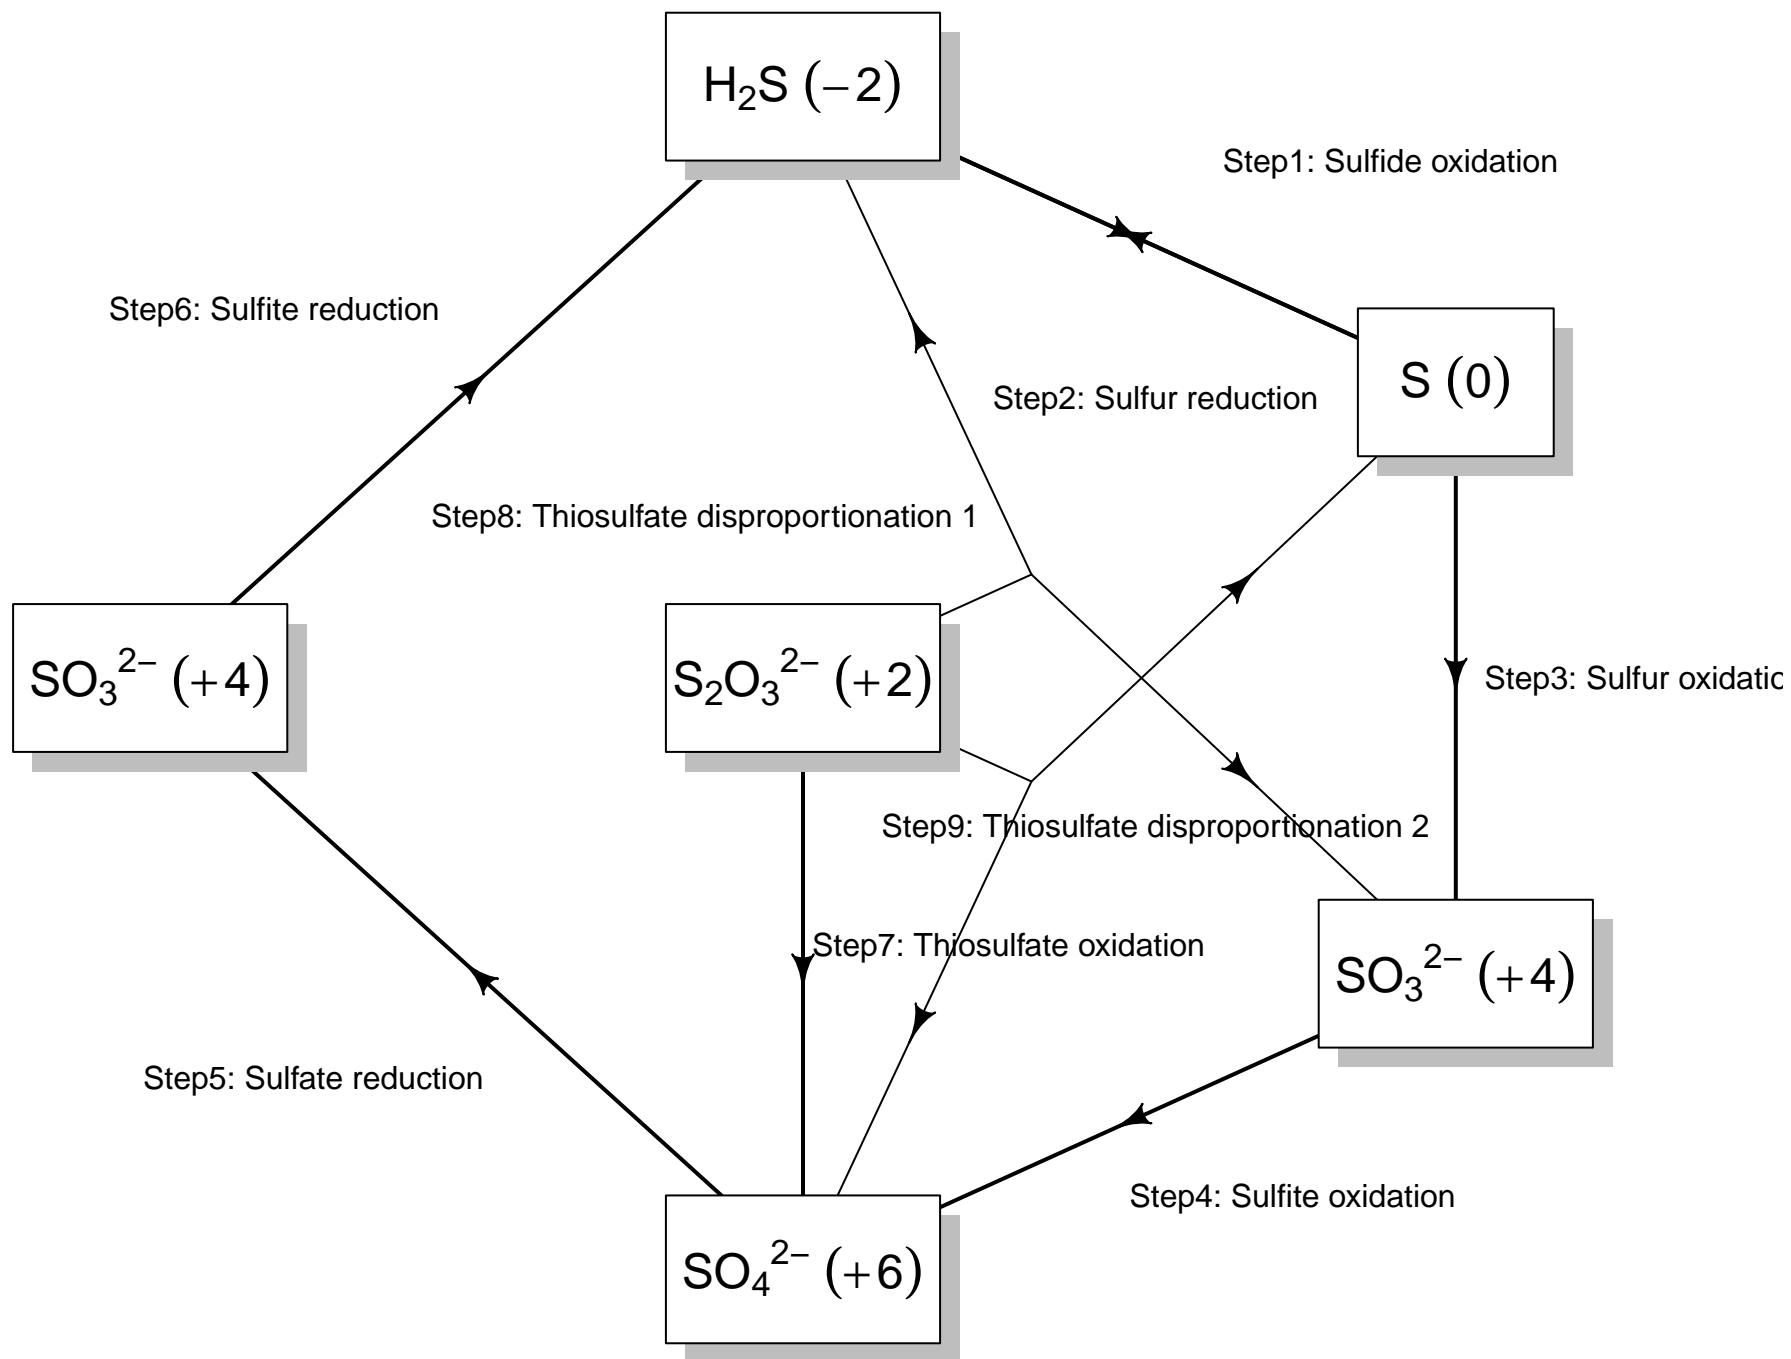 H₂S (−2)
Step1: Sulfide oxidation
Step6: Sulfite reduction
S (0)
Step2: Sulfur reduction
Step8: Thiosulfate disproportionation 1
SO₃²⁻ (+4)
S₂O₃²⁻ (+2)
Step3: Sulfur oxidatio
Step9: Thiosulfate disproportionation 2
Step7: Thiosulfate oxidation
SO₃²⁻ (+4)
Step5: Sulfate reduction
Step4: Sulfite oxidation
SO₄²⁻ (+6)